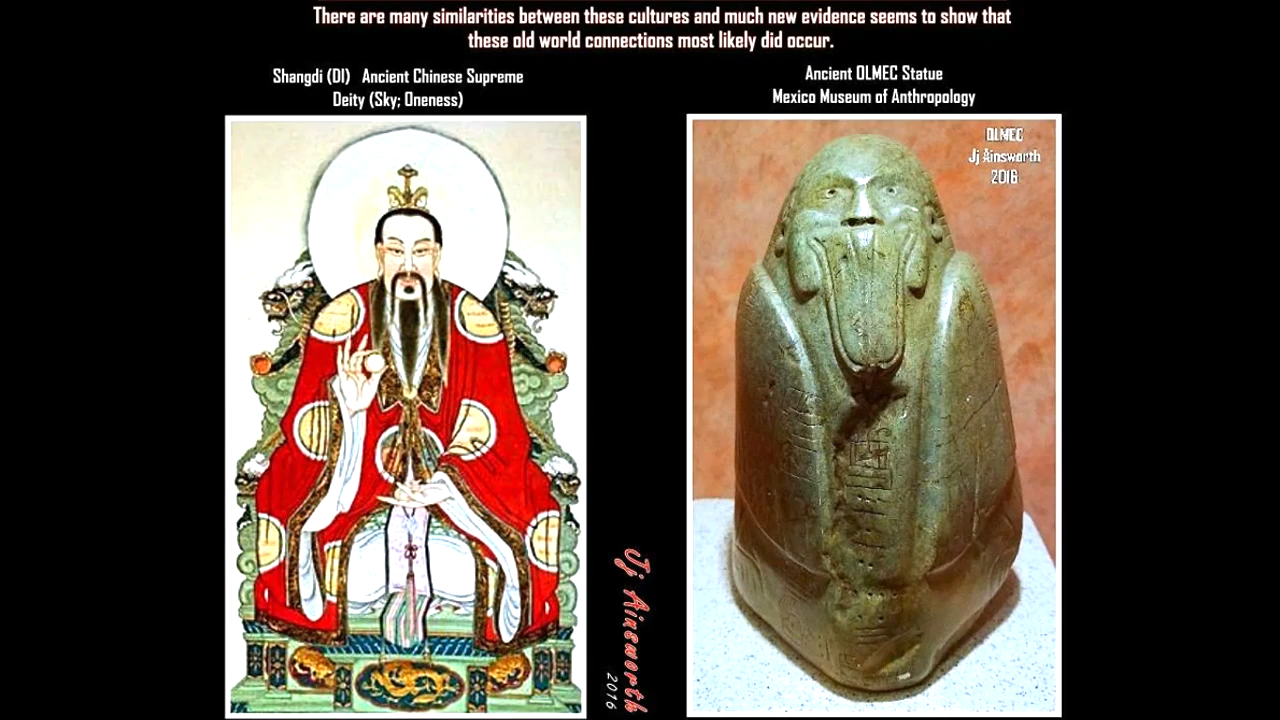 There are many similarities between these cultures and much new evidence seems to show that
these old world connections most likely did occur.
Shangdi (DI) Ancient Chinese Supreme
Deity (Sky; Oneness)
Ancient OLMEC Statue
Mexico Museum of Anthropology
OLMEC
Jj Ainsworth
2016
Jj Ainsworth
2016